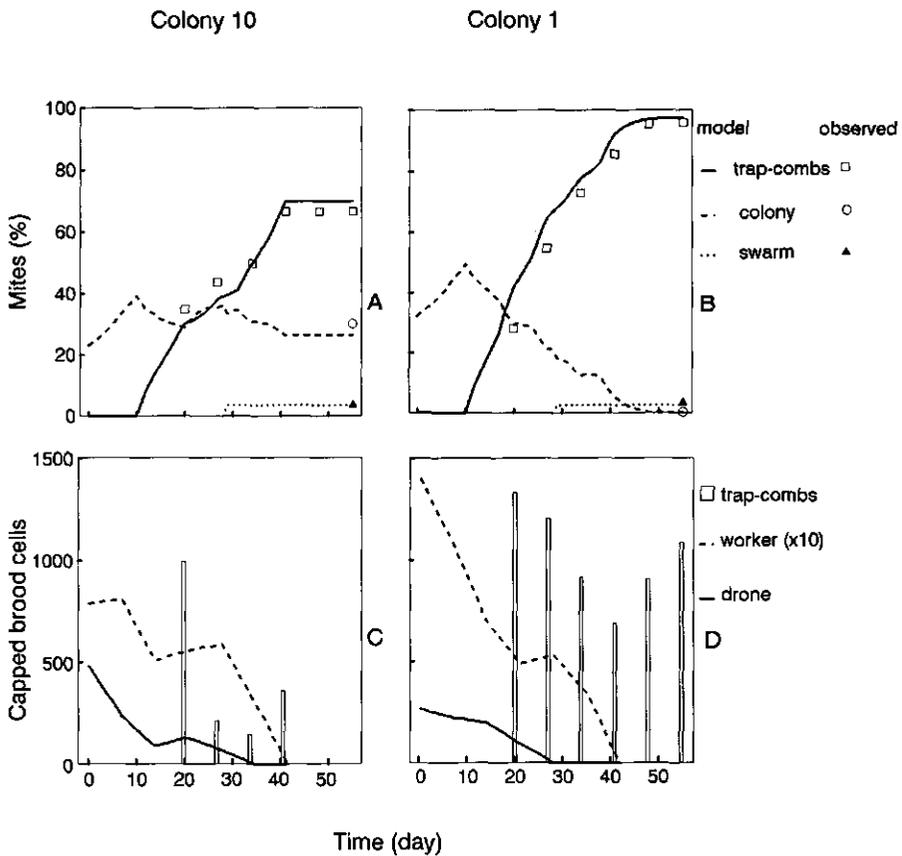 Colony 10
Colony 1
100
80
60
40
20
0
Mites (%)
A
B
model observed
trap-combs
colony
swarm
1500
1000
500
0
Capped brood cells
C
D
trap-combs
worker (x10)
drone
0 10 20 30 40 50
0 10 20 30 40 50
Time (day)